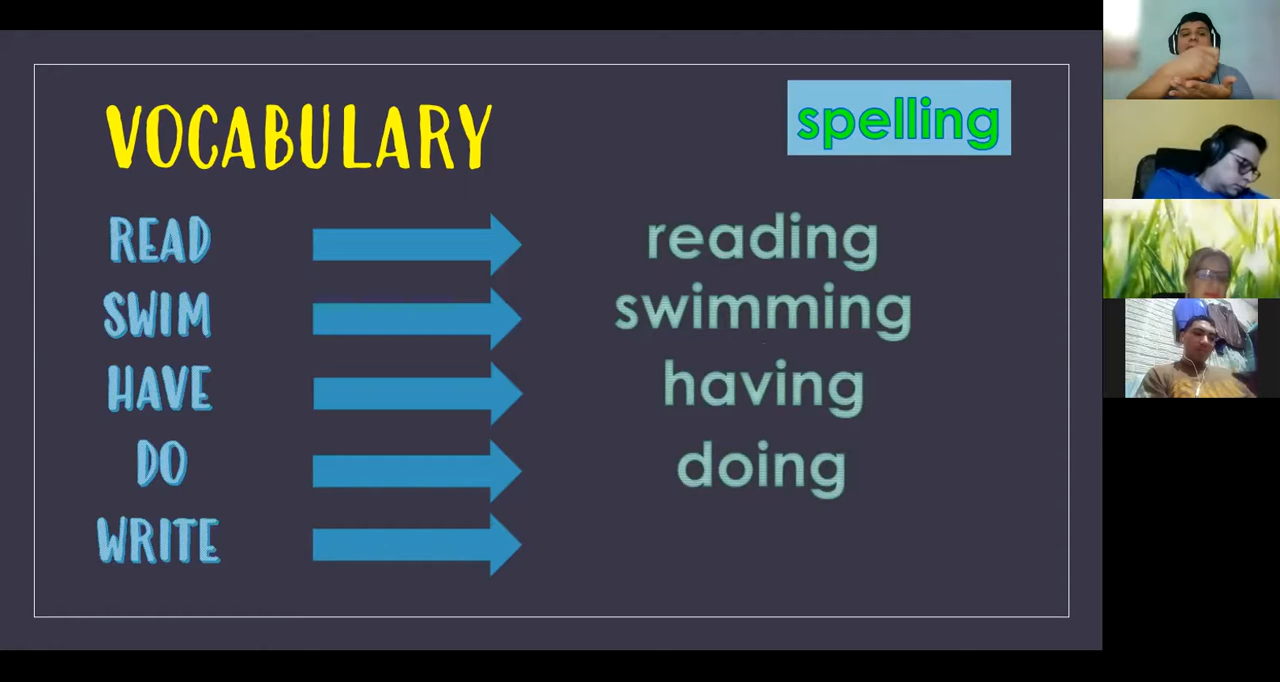 VOCABULARY
spelling
READ
reading
SWIM
swimming
HAVE
having
DO
doing
WRITE